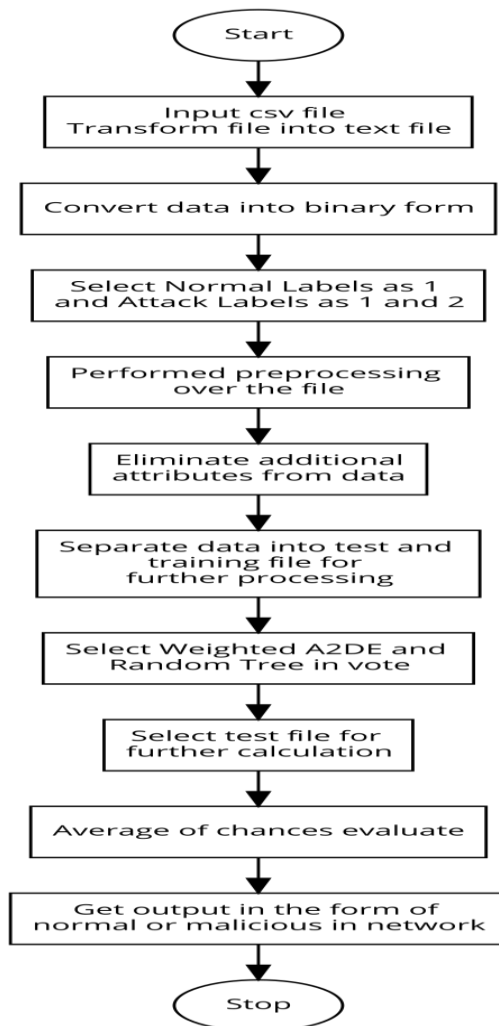 Start
Input csv file
Transform file into text file
Convert data into binary form
Select Normal Labels as 1
and Attack Labels as 1 and 2
Performed preprocessing
over the file
Eliminate additional
attributes from data
Separate data into test and
training file for
further processing
Select Weighted A2DE and
Random Tree in vote
Select test file for
further calculation
Average of chances evaluate
Get output in the form of
normal or malicious in network
Stop